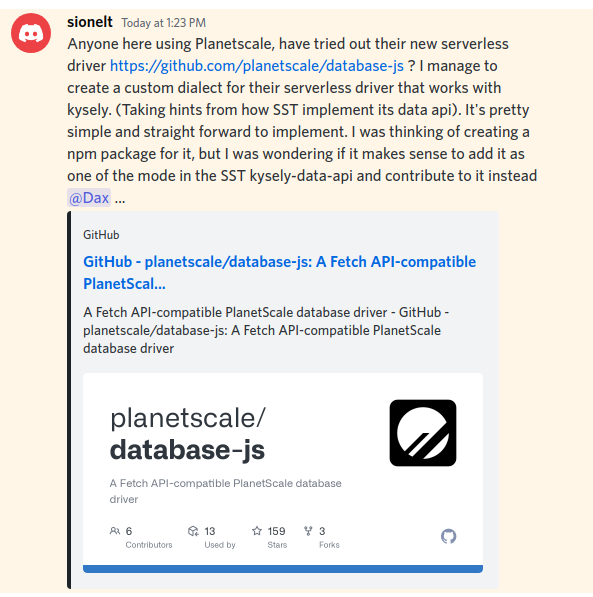 sionelt Today at 1:23 PM
Anyone here using Planetscale, have tried out their new serverless
driver https://github.com/planetscale/database-js ? I manage to
create a custom dialect for their serverless driver that works with
kysely. (Taking hints from how SST implement its data api). It's pretty
simple and straight forward to implement. I was thinking of creating a
npm package for it, but I was wondering if it makes sense to add it as
one of the mode in the SST kysely-data-api and contribute to it instead
@Dax ...
GitHub
GitHub - planetscale/database-js: A Fetch API-compatible
PlanetScal...
A Fetch API-compatible PlanetScale database driver - GitHub -
planetscale/database-js: A Fetch API-compatible PlanetScale
database driver
planetscale/
database-js
A Fetch API-compatible PlanetScale database
driver
6 13 159 3
Contributors Used by Stars Forks